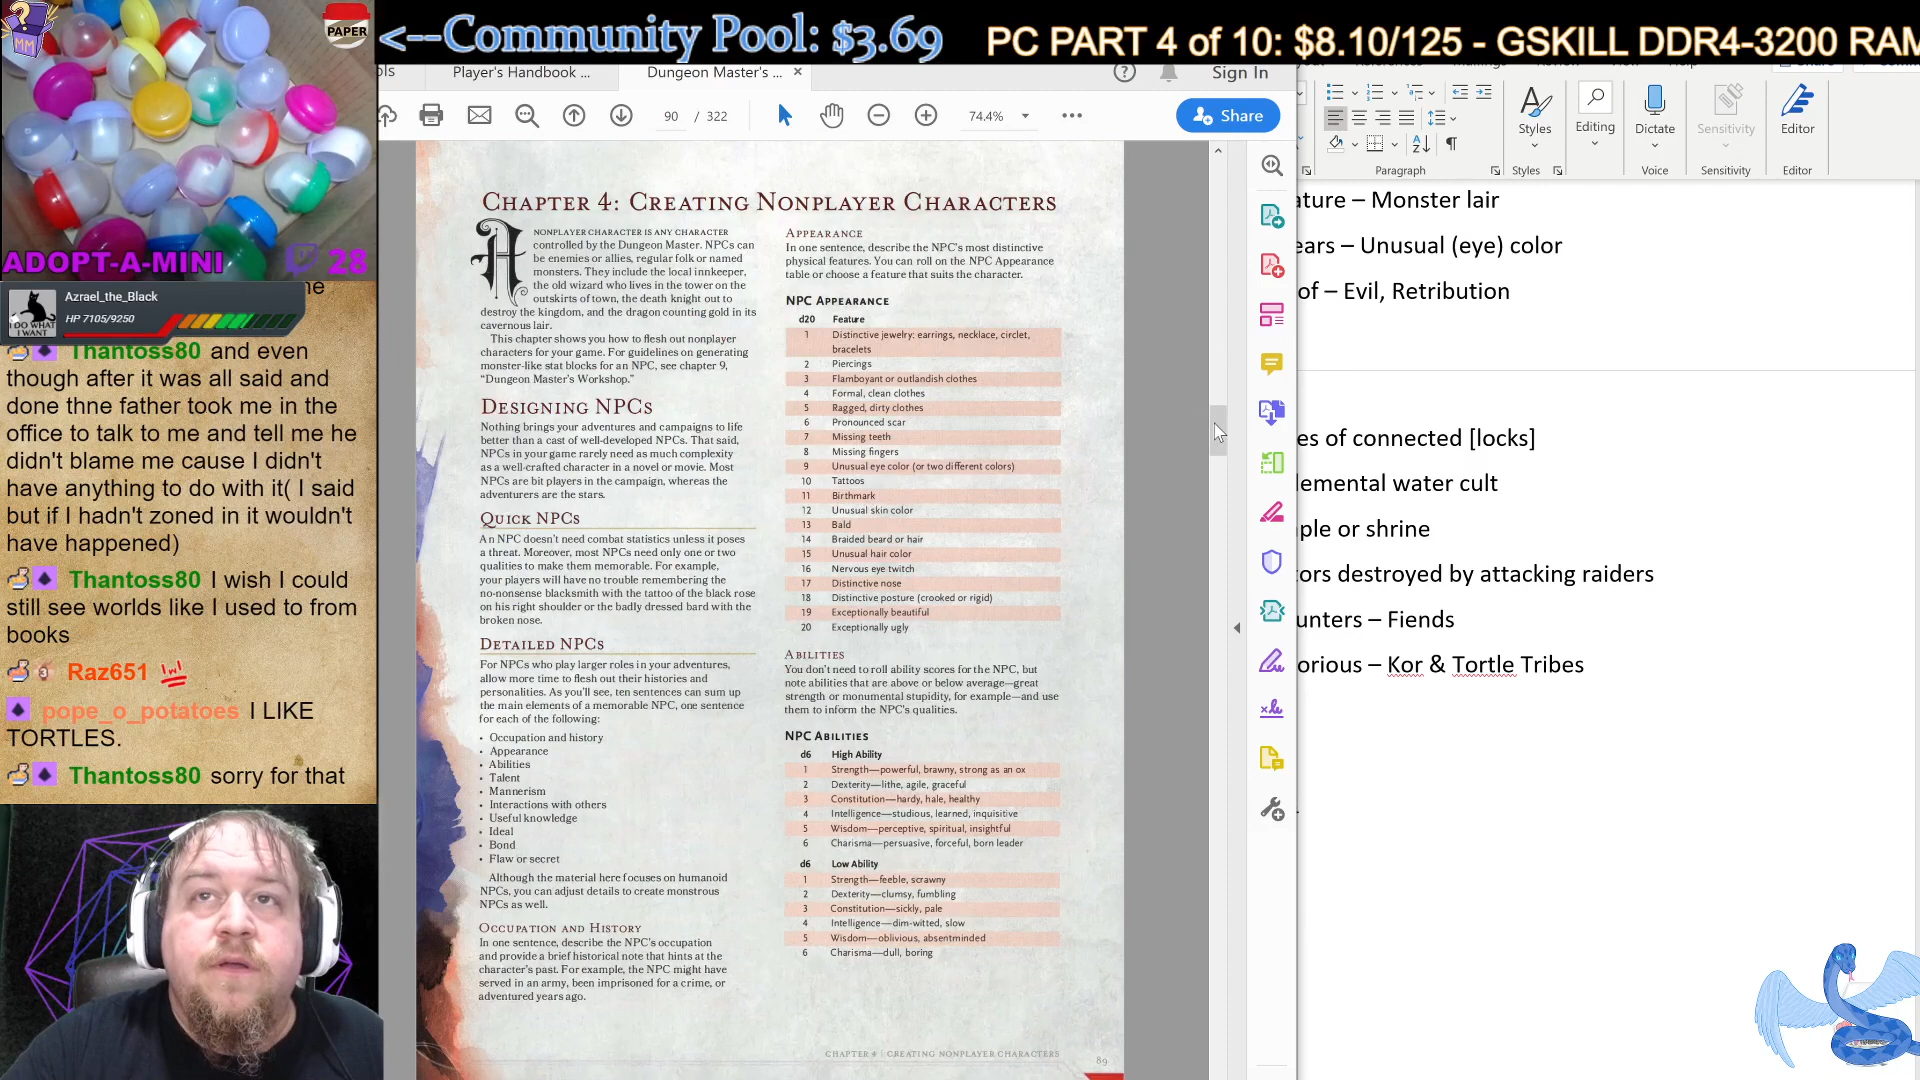 <--Community Pool: $3.69
PC PART 4 of 10: $8.10/125 - GSKILL DDR4-3200 RAM
MM
PAPER
ADOPT-A-MINI 28
Azrael_the_Black
HP 7105/9250
I DO WHAT
I WANT
Thantoss80 and even
though after it was all said and
done thne father took me in the
office to talk to me and tell me he
didn't blame me cause I didn't
have anything to do with it( I said
but if I hadn't zoned in it wouldn't
have happened)
Thantoss80 I wish I could
still see worlds like I used to from
books
Raz651
pope_o_potatoes I LIKE
TORTLES.
Thantoss80 sorry for that
ols
Player's Handbook ...
Dungeon Master's ... ×
Sign In
90 / 322
74.4%
Share
CHAPTER 4: CREATING NONPLAYER CHARACTERS
A NONPLAYER CHARACTER IS ANY CHARACTER
controlled by the Dungeon Master. NPCs can
be enemies or allies, regular folk or named
monsters. They include the local innkeeper,
the old wizard who lives in the tower on the
outskirts of town, the death knight out to
destroy the kingdom, and the dragon counting gold in its
cavernous lair.
This chapter shows you how to flesh out nonplayer
characters for your game. For guidelines on generating
monster-like stat blocks for an NPC, see chapter 9,
“Dungeon Master's Workshop.”
DESIGNING NPCS
Nothing brings your adventures and campaigns to life
better than a cast of well-developed NPCs. That said,
NPCs in your game rarely need as much complexity
as a well-crafted character in a novel or movie. Most
NPCs are bit players in the campaign, whereas the
adventurers are the stars.
QUICK NPCS
An NPC doesn't need combat statistics unless it poses
a threat. Moreover, most NPCs need only one or two
qualities to make them memorable. For example,
your players will have no trouble remembering the
no-nonsense blacksmith with the tattoo of the black rose
on his right shoulder or the badly dressed bard with the
broken nose.
DETAILED NPCS
For NPCs who play larger roles in your adventures,
allow more time to flesh out their histories and
personalities. As you'll see, ten sentences can sum up
the main elements of a memorable NPC, one sentence
for each of the following:
• Occupation and history
• Appearance
• Abilities
• Talent
• Mannerism
• Interactions with others
• Useful knowledge
• Ideal
• Bond
• Flaw or secret
Although the material here focuses on humanoid
NPCs, you can adjust details to create monstrous
NPCs as well.
OCCUPATION AND HISTORY
In one sentence, describe the NPC's occupation
and provide a brief historical note that hints at the
character's past. For example, the NPC might have
served in an army, been imprisoned for a crime, or
adventured years ago.
APPEARANCE
In one sentence, describe the NPC's most distinctive
physical features. You can roll on the NPC Appearance
table or choose a feature that suits the character.
NPC APPEARANCE
d20 Feature
1 Distinctive jewelry: earrings, necklace, circlet,
bracelets
2 Piercings
3 Flamboyant or outlandish clothes
4 Formal, clean clothes
5 Ragged, dirty clothes
6 Pronounced scar
7 Missing teeth
8 Missing fingers
9 Unusual eye color (or two different colors)
10 Tattoos
11 Birthmark
12 Unusual skin color
13 Bald
14 Braided beard or hair
15 Unusual hair color
16 Nervous eye twitch
17 Distinctive nose
18 Distinctive posture (crooked or rigid)
19 Exceptionally beautiful
20 Exceptionally ugly
ABILITIES
You don't need to roll ability scores for the NPC, but
note abilities that are above or below average—great
strength or monumental stupidity, for example—and use
them to inform the NPC's qualities.
NPC ABILITIES
d6 High Ability
1 Strength—powerful, brawny, strong as an ox
2 Dexterity—lithe, agile, graceful
3 Constitution—hardy, hale, healthy
4 Intelligence—studious, learned, inquisitive
5 Wisdom—perceptive, spiritual, insightful
6 Charisma—persuasive, forceful, born leader
d6 Low Ability
1 Strength—feeble, scrawny
2 Dexterity—clumsy, fumbling
3 Constitution—sickly, pale
4 Intelligence—dim-witted, slow
5 Wisdom—oblivious, absentminded
6 Charisma—dull, boring
CHAPTER 4 | CREATING NONPLAYER CHARACTERS
89
Styles
Editing
Dictate
Sensitivity
Editor
Paragraph
Styles
Voice
Sensitivity
Editor
ature – Monster lair
ears – Unusual (eye) color
of – Evil, Retribution
es of connected [locks]
lemental water cult
ple or shrine
tors destroyed by attacking raiders
unters – Fiends
orious – Kor & Tortle Tribes